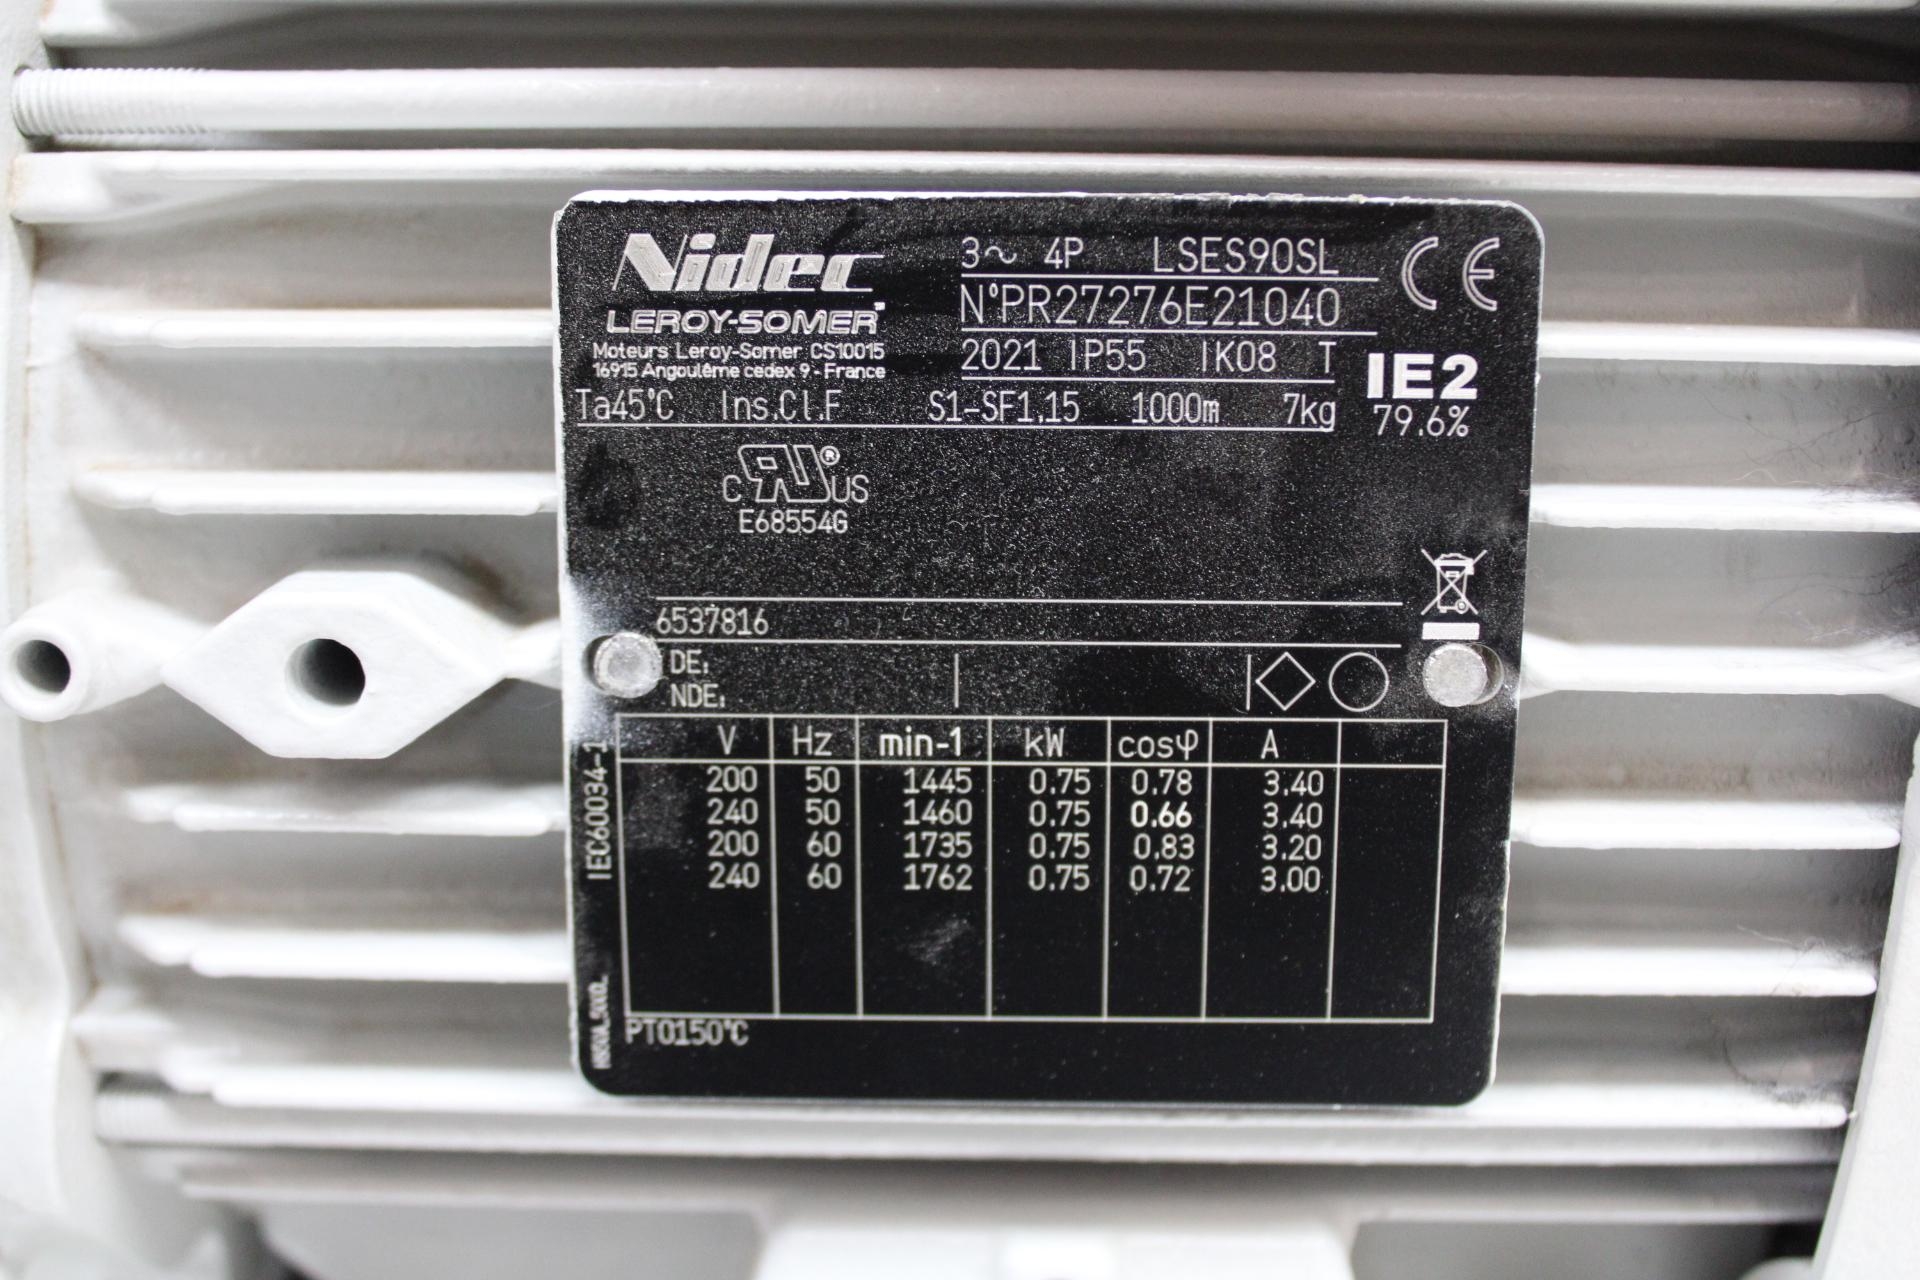 Nidec
LEROY-SOMER™
Moteurs Leroy-Somer CS10015
16915 Angoulême cedex 9 - France
3~ 4P LSES90SL
N°PR27276E21040
2021 IP55 IK08 T
CE
IE2
79.6%
Ta45°C Ins.Cl.F S1-SF1,15 1000m 7kg
C RU® US
E68554G
6537816
DE:
NDE:
IEC60034-1
V Hz min-1 kW cosφ A
200 50 1445 0.75 0.78 3.40
240 50 1460 0.75 0.66 3.40
200 60 1735 0.75 0.83 3.20
240 60 1762 0.75 0.72 3.00
PTO150°C